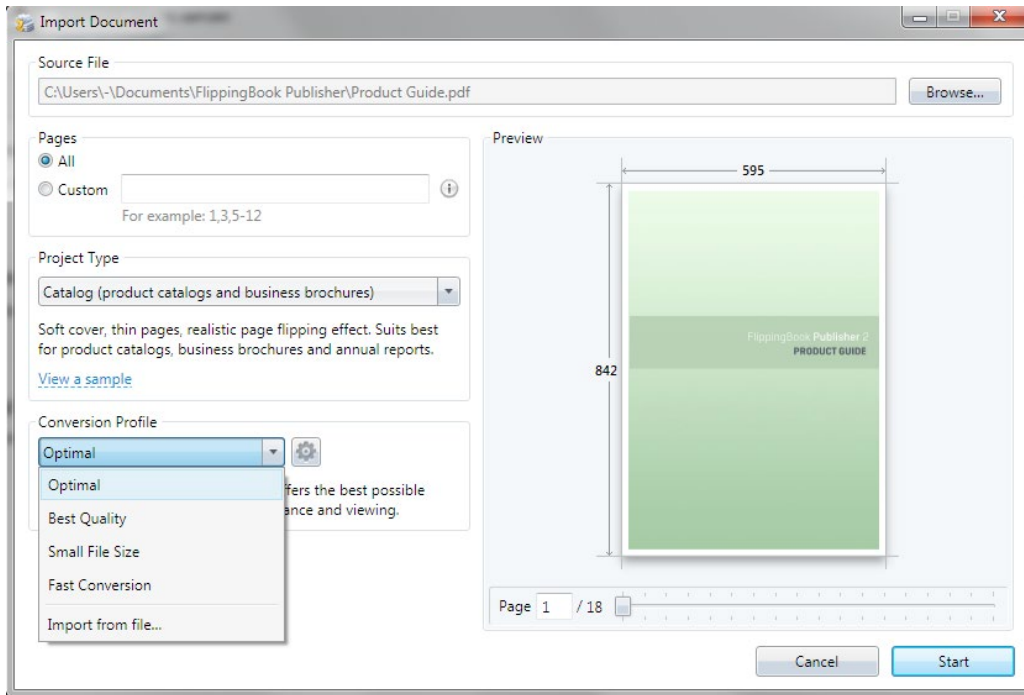 Import Document
Source File
C:\Users\-\Documents\FlippingBook Publisher\Product Guide.pdf
Browse...
Pages
All
Custom
For example: 1,3,5-12
Project Type
Catalog (product catalogs and business brochures)
Soft cover, thin pages, realistic page flipping effect. Suits best
for product catalogs, business brochures and annual reports.
View a sample
Conversion Profile
Optimal
Optimal
Best Quality
Small File Size
Fast Conversion
Import from file...
ffers the best possible
ance and viewing.
Preview
595
842
FlippingBook Publisher 2
PRODUCT GUIDE
Page 1 / 18
Cancel
Start